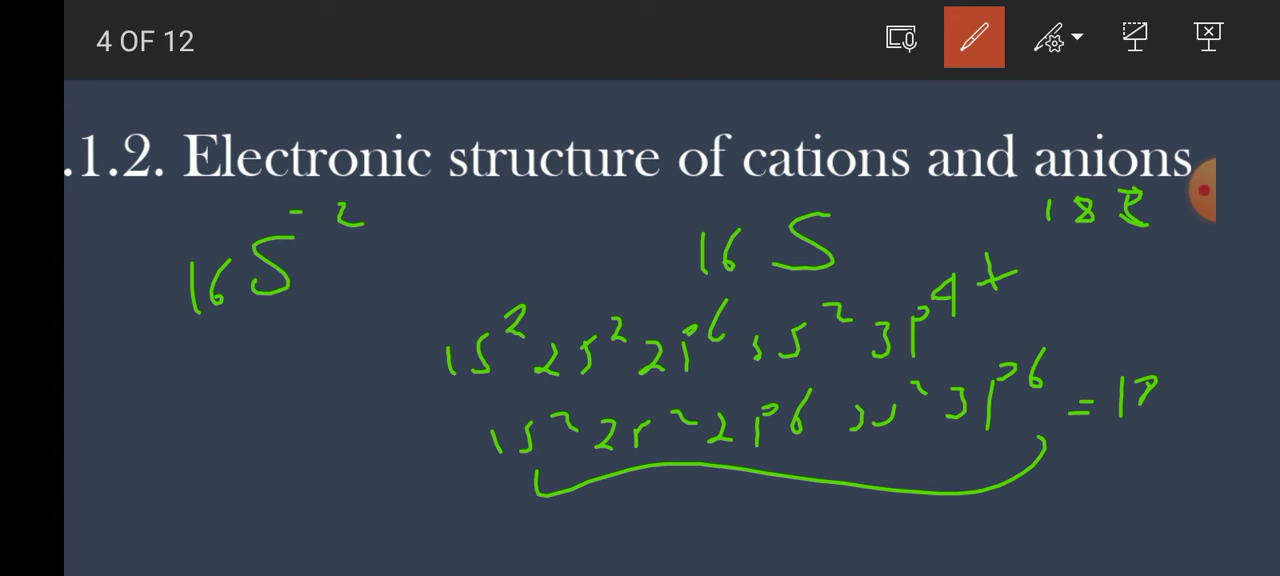 4 OF 12
.1.2. Electronic structure of cations and anions
16 S -2
16 S
18 e
1s2 2s2 2p6 3s2 3p4 +
1s2 2s2 2p6 3s2 3p6 = 18